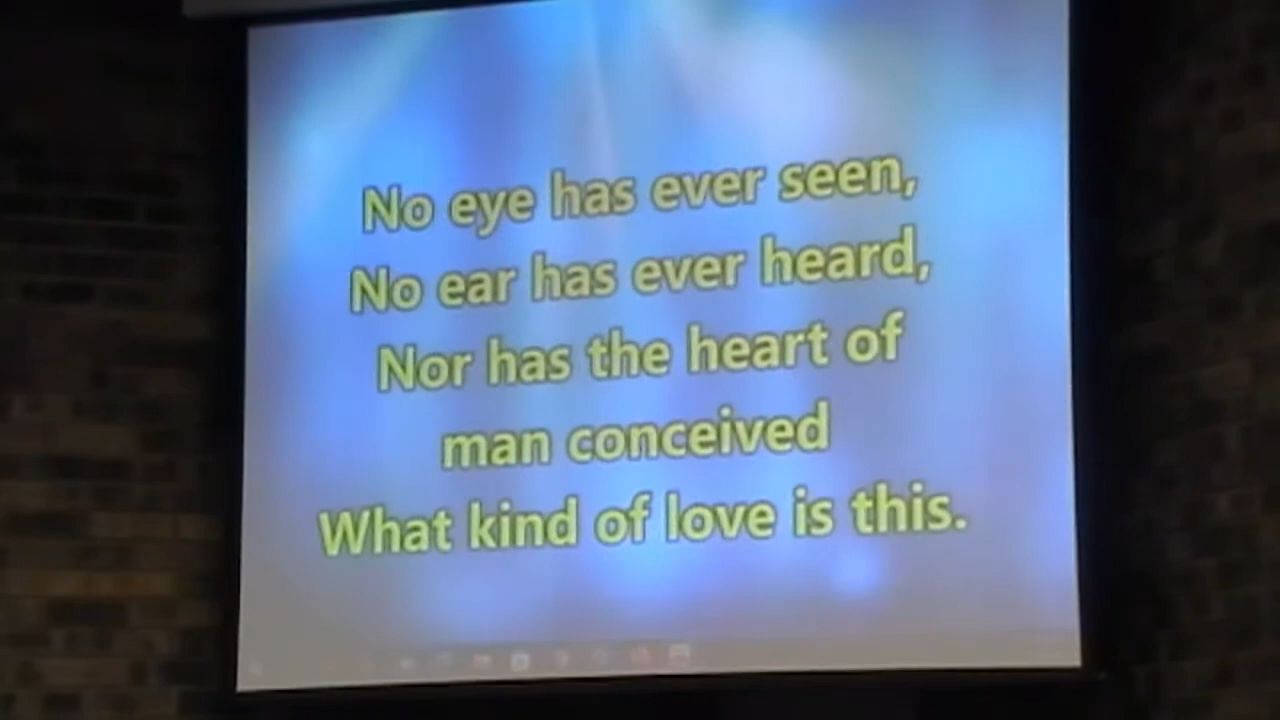 No eye has ever seen,
No ear has ever heard,
Nor has the heart of
man conceived
What kind of love is this.